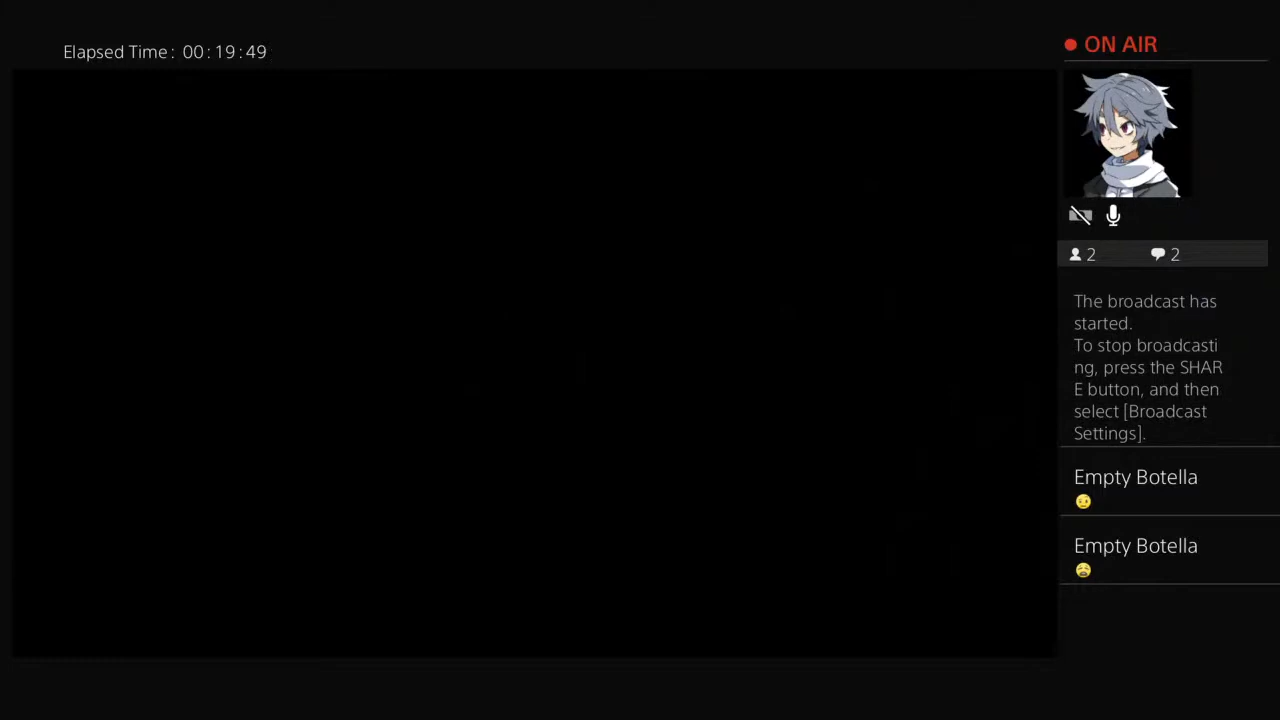 Elapsed Time: 00:19:49
ON AIR
2
2
The broadcast has
started.
To stop broadcasti
ng, press the SHAR
E button, and then
select [Broadcast
Settings].
Empty Botella
Empty Botella